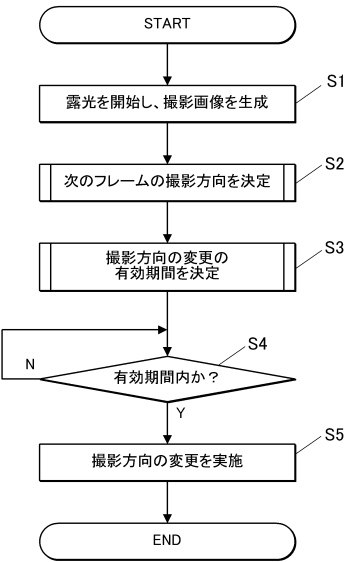 START
露光を開始し、撮影画像を生成
S1
次のフレームの撮影方向を決定
S2
撮影方向の変更の
有効期間を決定
S3
有効期間内か？
S4
N
Y
撮影方向の変更を実施
S5
END